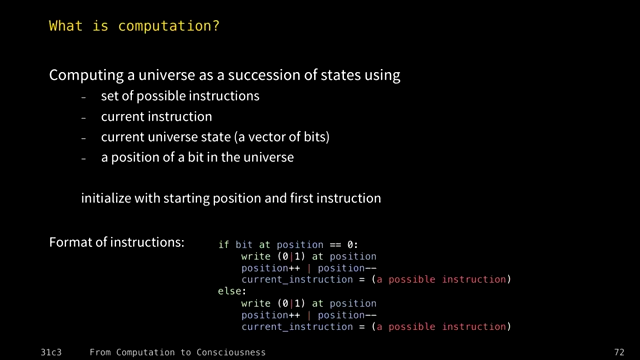 What is computation?
Computing a universe as a succession of states using
– set of possible instructions
– current instruction
– current universe state (a vector of bits)
– a position of a bit in the universe
initialize with starting position and first instruction
Format of instructions:
if bit at position == 0:
write (0|1) at position
position++ | position--
current_instruction = (a possible instruction)
else:
write (0|1) at position
position++ | position--
current_instruction = (a possible instruction)
31c3 From Computation to Consciousness 72